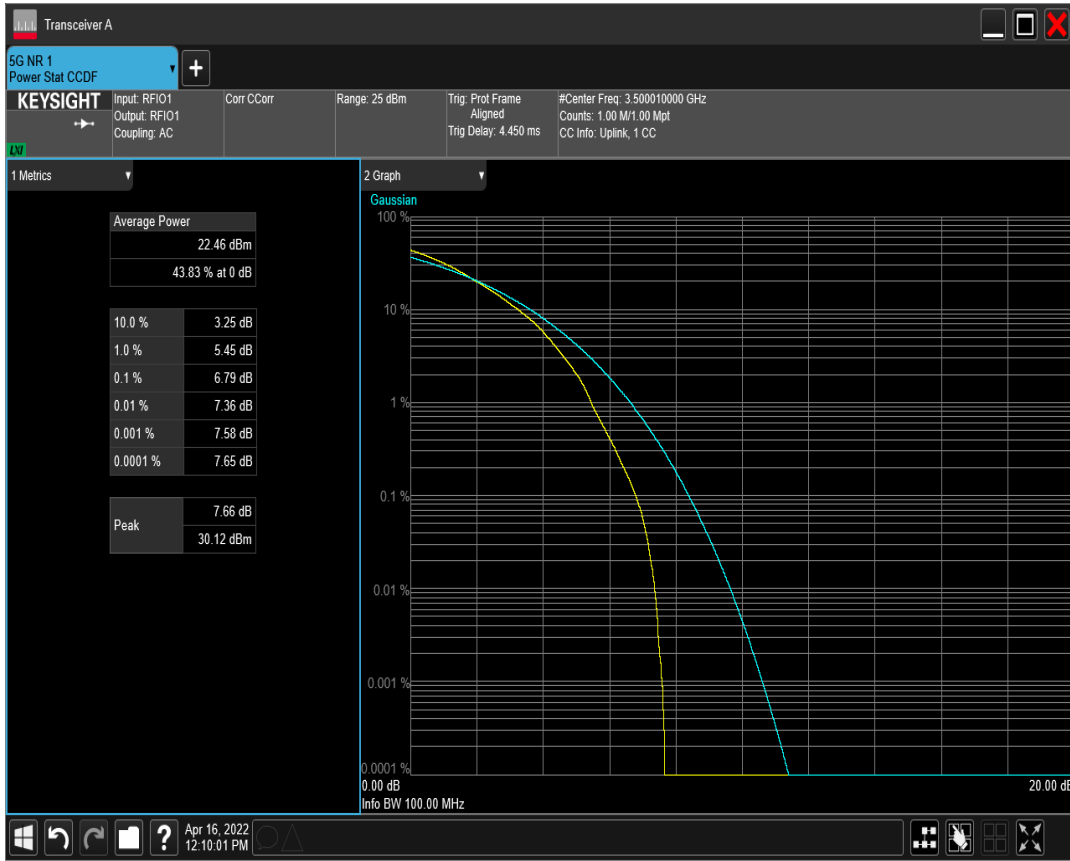 Transceiver A
5G NR 1
Power Stat CCDF
KEYSIGHT
LXI
Input: RFIO1
Output: RFIO1
Coupling: AC
Corr CCorr
Range: 25 dBm
Trig: Prot Frame
Aligned
Trig Delay: 4.450 ms
#Center Freq: 3.500010000 GHz
Counts: 1.00 M/1.00 Mpt
CC Info: Uplink, 1 CC
1 Metrics
Average Power
22.46 dBm
43.83 % at 0 dB
10.0 % 3.25 dB
1.0 % 5.45 dB
0.1 % 6.79 dB
0.01 % 7.36 dB
0.001 % 7.58 dB
0.0001 % 7.65 dB
Peak
7.66 dB
30.12 dBm
2 Graph
Gaussian
100 %
10 %
1 %
0.1 %
0.01 %
0.001 %
0.0001 %
0.00 dB
20.00 dB
Info BW 100.00 MHz
?
Apr 16, 2022
12:10:01 PM